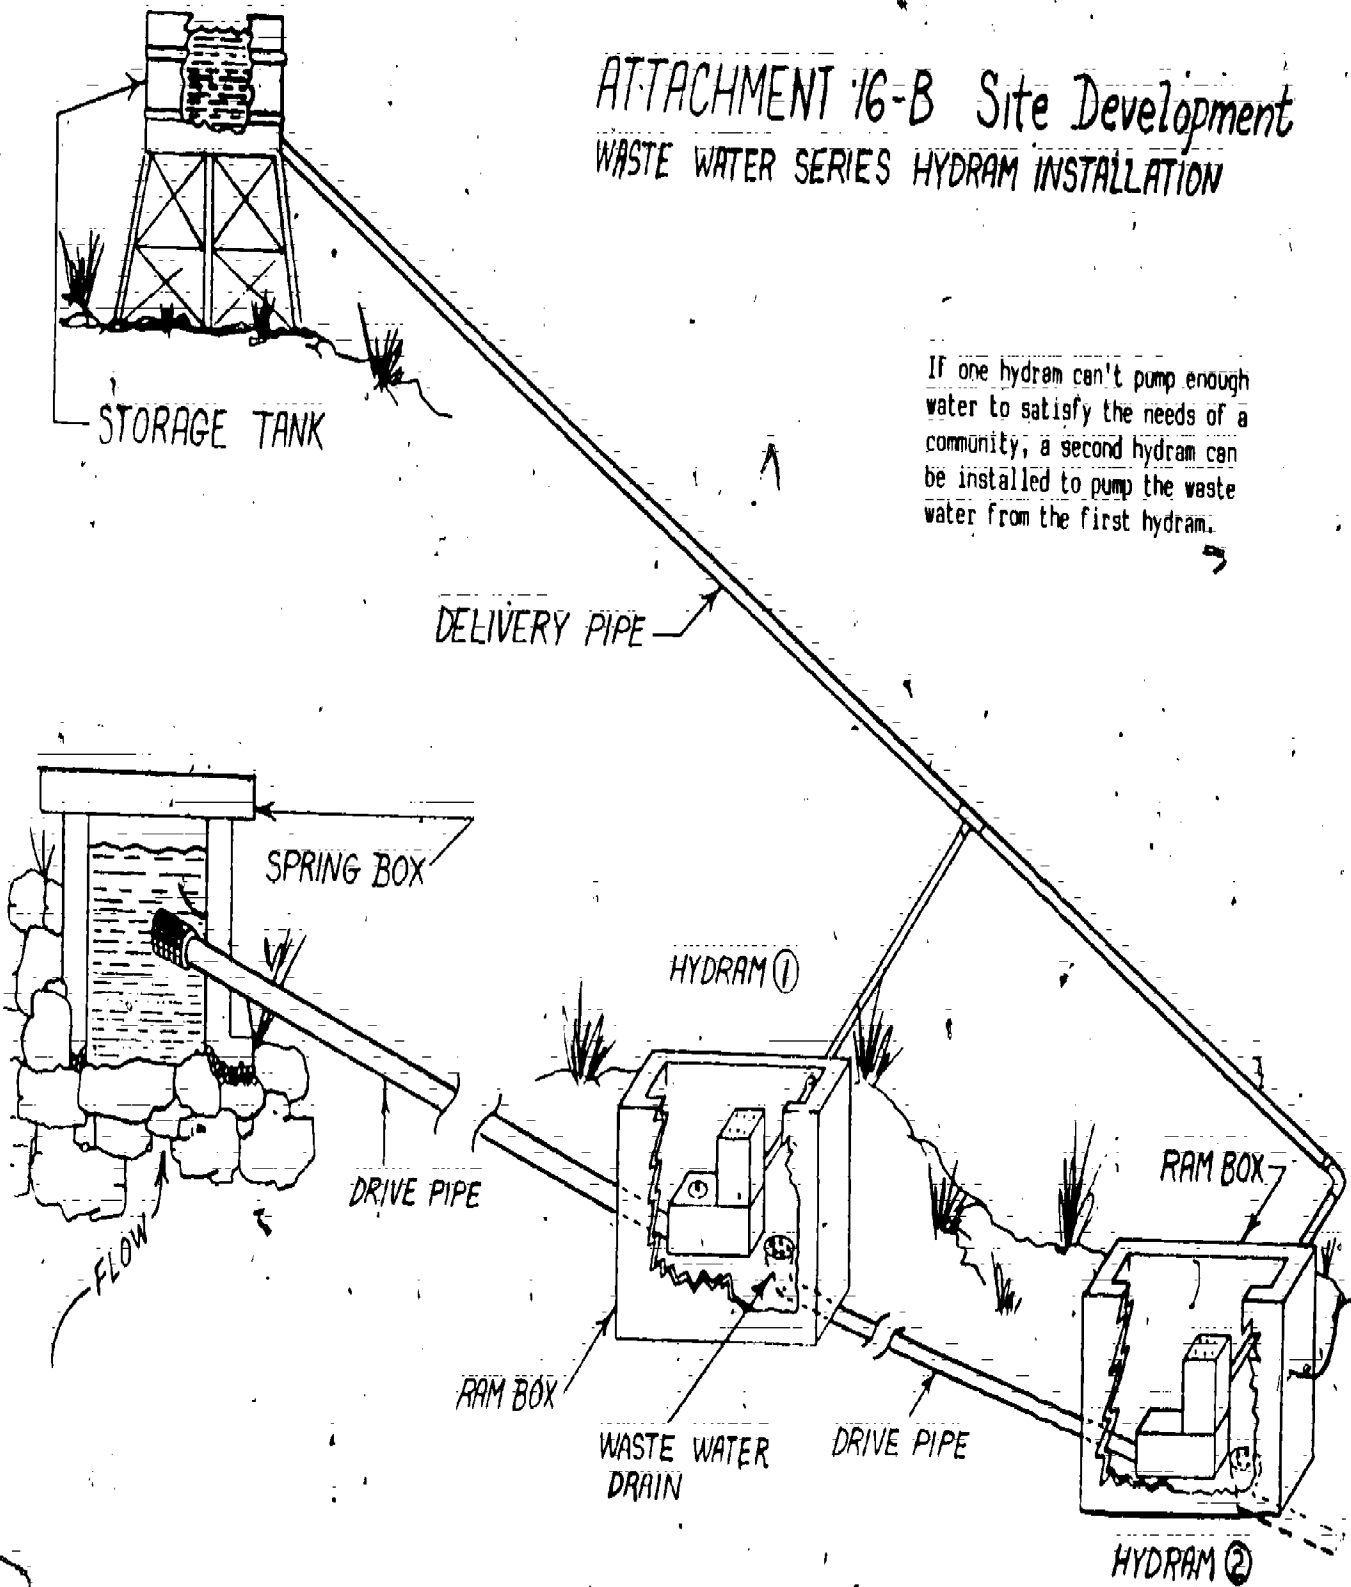 ATTACHMENT 16-B Site Development
WASTE WATER SERIES HYDRAM INSTALLATION
If one hydram can't pump enough
water to satisfy the needs of a
community, a second hydram can
be installed to pump the waste
water from the first hydram.
STORAGE TANK
DELIVERY PIPE
SPRING BOX
HYDRAM ①
DRIVE PIPE
RAM BOX
FLOW
RAM BOX
WASTE WATER
DRAIN
DRIVE PIPE
HYDRAM ②